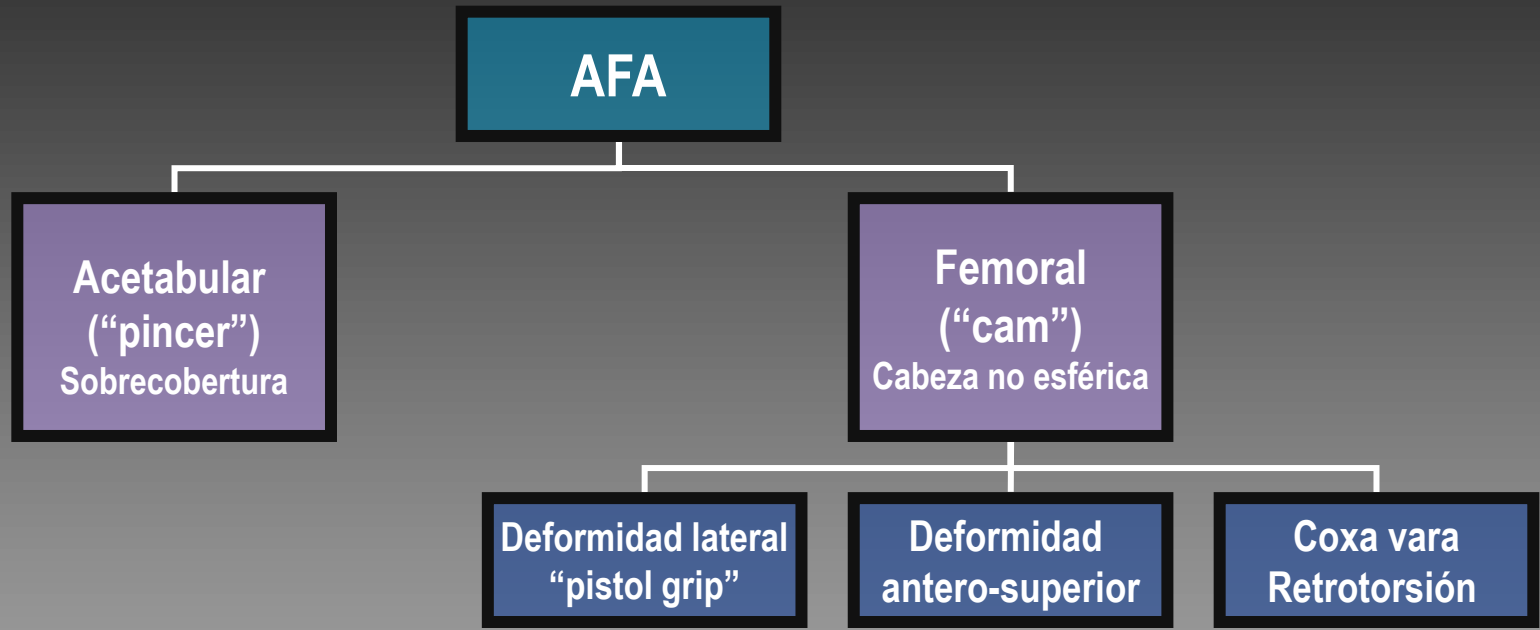 AFA
Acetabular
(“pincer”)
Sobrecobertura
Femoral
(“cam”)
Cabeza no esférica
Deformidad lateral
“pistol grip”
Deformidad
antero-superior
Coxa vara
Retrotorsión